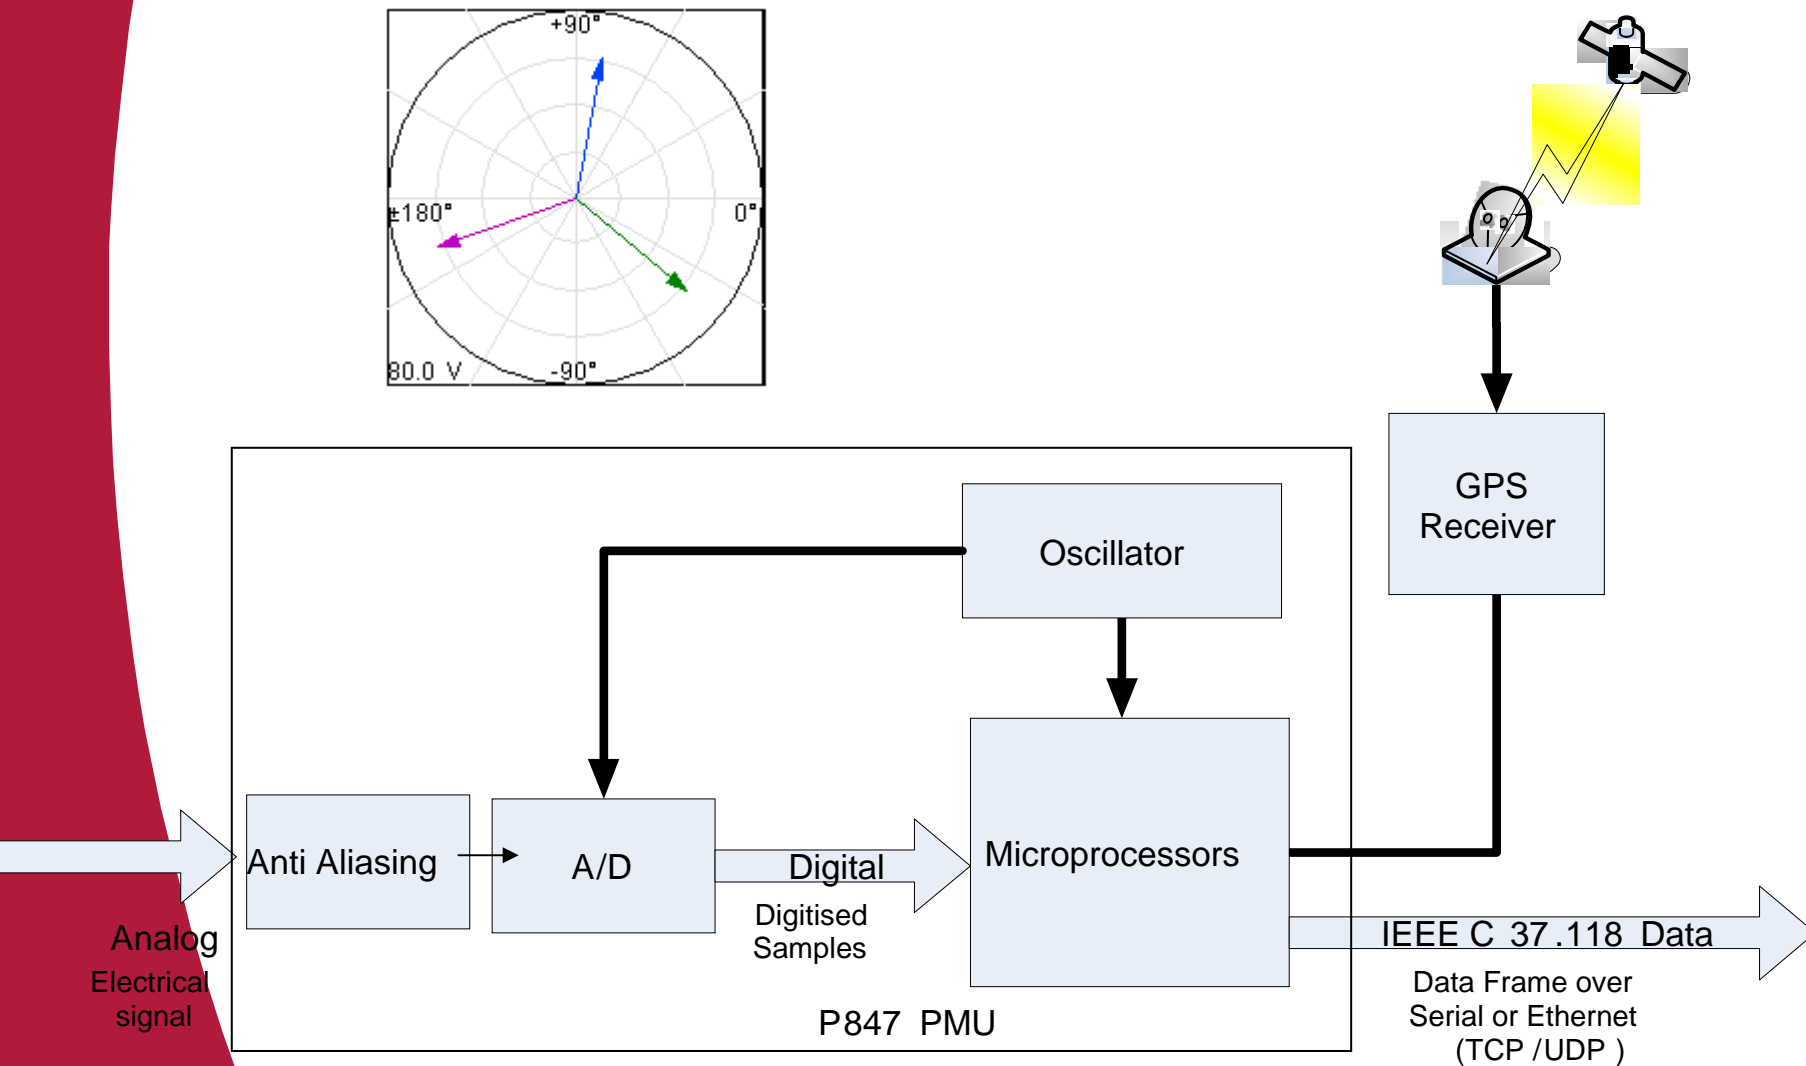 +90°
±180°
0°
80.0 V
-90°
GPS
Receiver
Oscillator
Anti Aliasing
A/D
Digital
Microprocessors
Digitised
Samples
Analog
Electrical
signal
IEEE C 37.118 Data
Data Frame over
Serial or Ethernet
(TCP /UDP )
P847 PMU